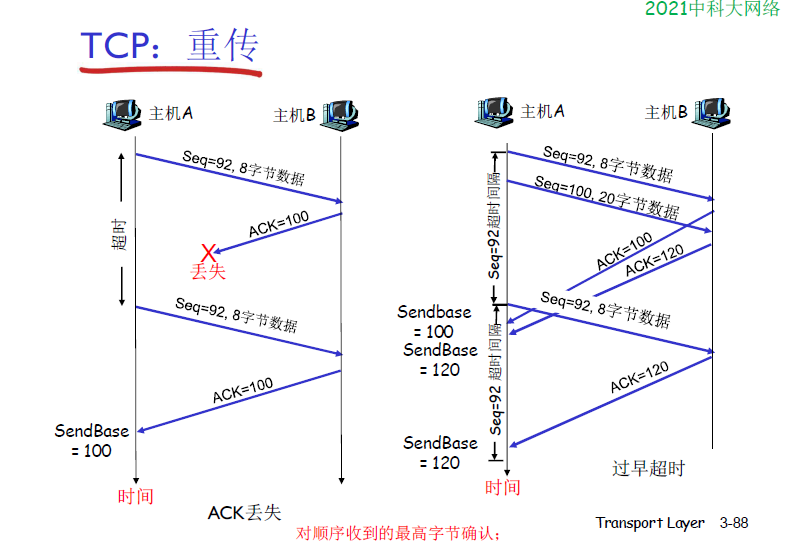 2021中科大网络
TCP：重传
主机A
主机B
Seq=92, 8字节数据
超时
ACK=100
X
丢失
Seq=92, 8字节数据
ACK=100
SendBase
= 100
时间
ACK丢失
主机A
主机B
Seq=92, 8字节数据
Seq=100, 20字节数据
Seq=92超时间隔
ACK=100
ACK=120
Seq=92, 8字节数据
Sendbase
= 100
SendBase
= 120
Seq=92 超时间隔
ACK=120
SendBase
= 120
时间
过早超时
对顺序收到的最高字节确认；
Transport Layer 3-88